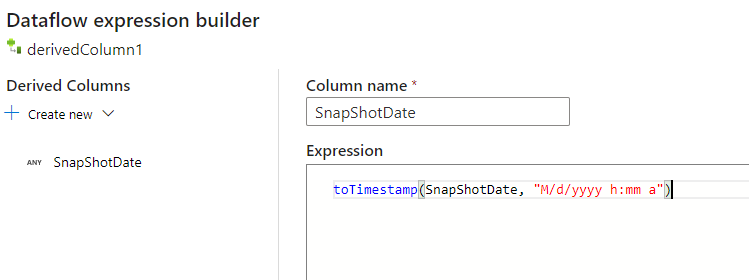 Dataflow expression builder
derivedColumn1
Derived Columns
Create new
ANY SnapShotDate
Column name *
SnapShotDate
Expression
toTimestamp(SnapShotDate, "M/d/yyyy h:mm a")